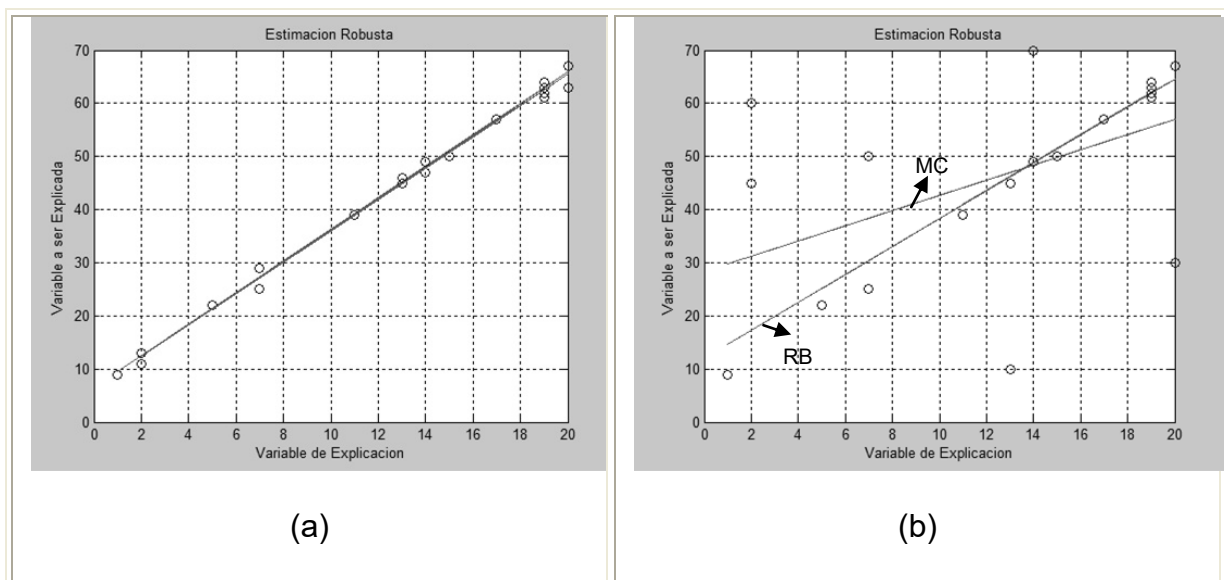 Estimacion Robusta
Variable a ser Explicada
70
60
50
40
30
20
10
0
0 2 4 6 8 10 12 14 16 18 20
Variable de Explicacion
(a)
Estimacion Robusta
Variable a ser Explicada
70
60
50
40
30
20
10
0
MC
RB
0 2 4 6 8 10 12 14 16 18 20
Variable de Explicacion
(b)